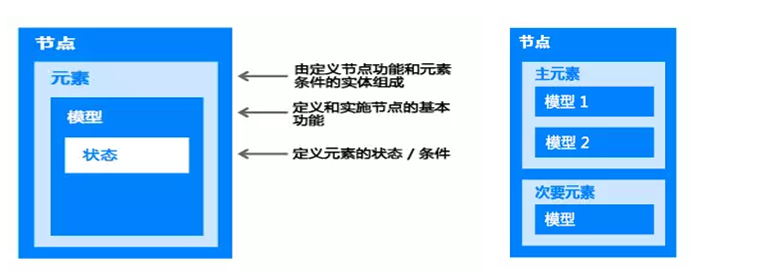 节点
元素
模型
状态
由定义节点功能和元素
条件的实体组成
定义和实施节点的基本
功能
定义元素的状态 / 条件
节点
主元素
模型 1
模型 2
次要元素
模型